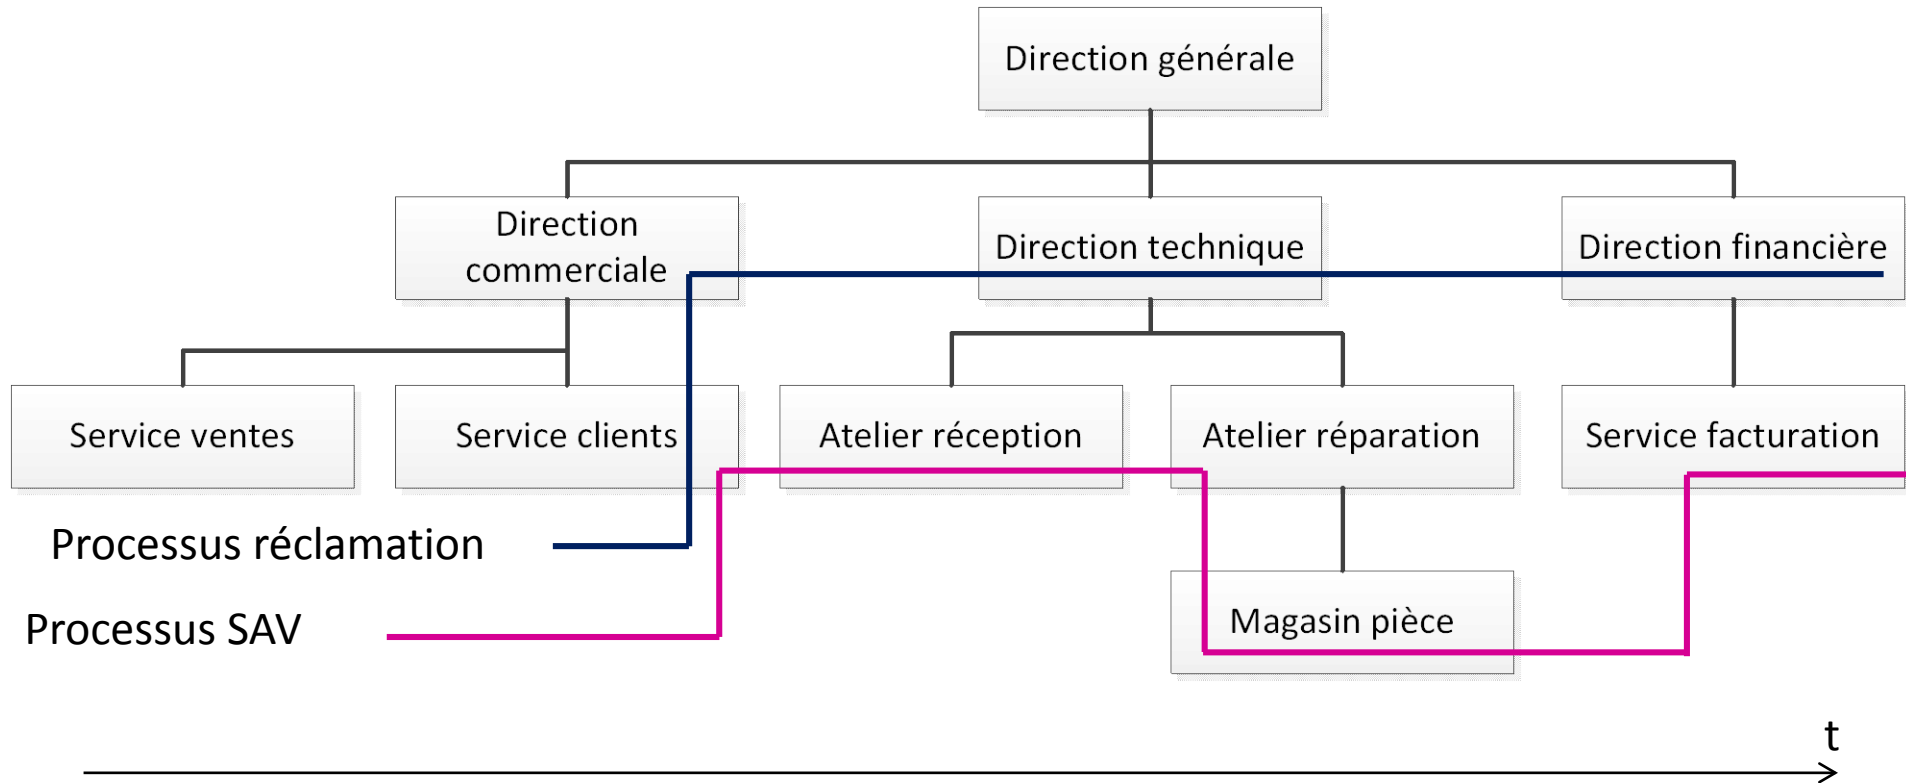 Direction générale
Direction
commerciale
Direction technique
Direction financière
Service ventes
Service clients
Atelier réception
Atelier réparation
Service facturation
Processus réclamation
Magasin pièce
Processus SAV
t